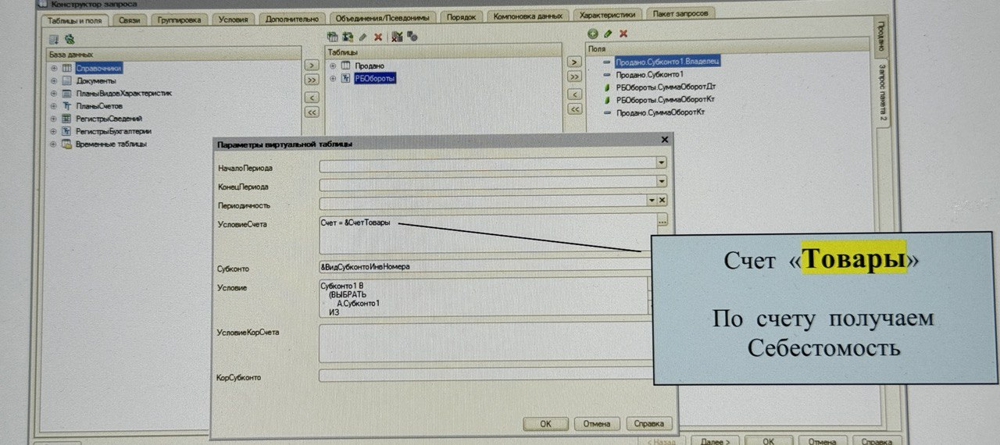 Конструктор запроса
Таблицы и поля
Связи
Группировка
Условия
Дополнительно
Объединения/Псевдонимы
Порядок
Компоновка данных
Характеристики
Пакет запросов
База данных
Справочники
Документы
ПланыВидовХарактеристик
ПланыСчетов
РегистрыСведений
РегистрыБухгалтерии
Временные таблицы
>
>>
<
<<
Таблицы
Продано
РБОбороты
>
>>
<
<<
Поля
Продано.Субконто1.Владелец
Продано.Субконто1
РБОбороты.СуммаОборотДт
РБОбороты.СуммаОборотКт
Продано.СуммаОборотКт
Продано
Запрос пакета 2
Параметры виртуальной таблицы
НачалоПериода
КонецПериода
Периодичность
УсловиеСчета
Счет = &СчетТовары
...
Субконто
&ВидСубконтоИнвНомера
Условие
Субконто1 В
(ВЫБРАТЬ
А.Субконто1
ИЗ
УсловиеКорСчета
КорСубконто
OK
Отмена
Справка
Счет «Товары»
По счету получаем
Себестомость
< Назад
Далее >
OK
Отмена
Справка